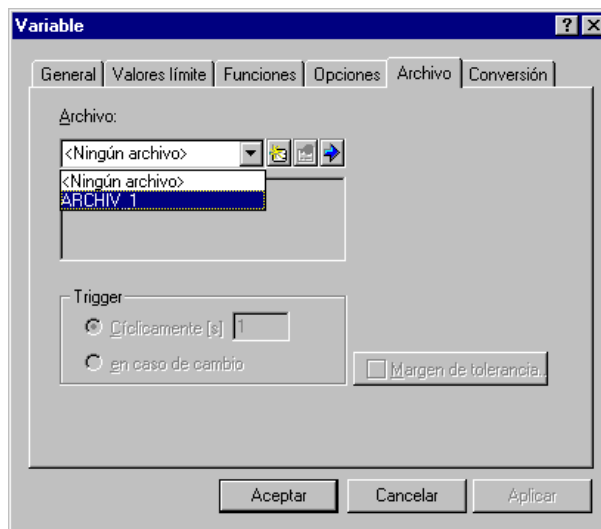 Variable
General Valores límite Funciones Opciones Archivo Conversión
Archivo:
<Ningún archivo>
<Ningún archivo>
ARCHIV_1
Trigger
Cíclicamente [s] 1
en caso de cambio
Margen de tolerancia..
Aceptar Cancelar Aplicar